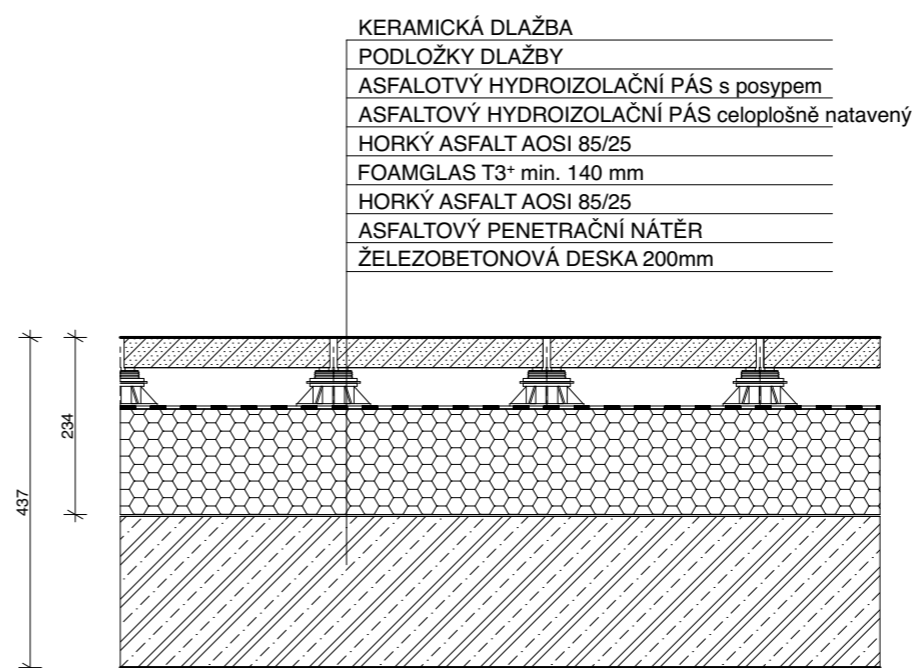 KERAMICKÁ DLAŽBA
PODLOŽKY DLAŽBY
ASFALOTVÝ HYDROIZOLAČNÍ PÁS s posypem
ASFALTOVÝ HYDROIZOLAČNÍ PÁS celoplošně natavený
HORKÝ ASFALT AOSI 85/25
FOAMGLAS T3⁺ min. 140 mm
HORKÝ ASFALT AOSI 85/25
ASFALTOVÝ PENETRAČNÍ NÁTĚR
ŽELEZOBETONOVÁ DESKA 200mm
234
437